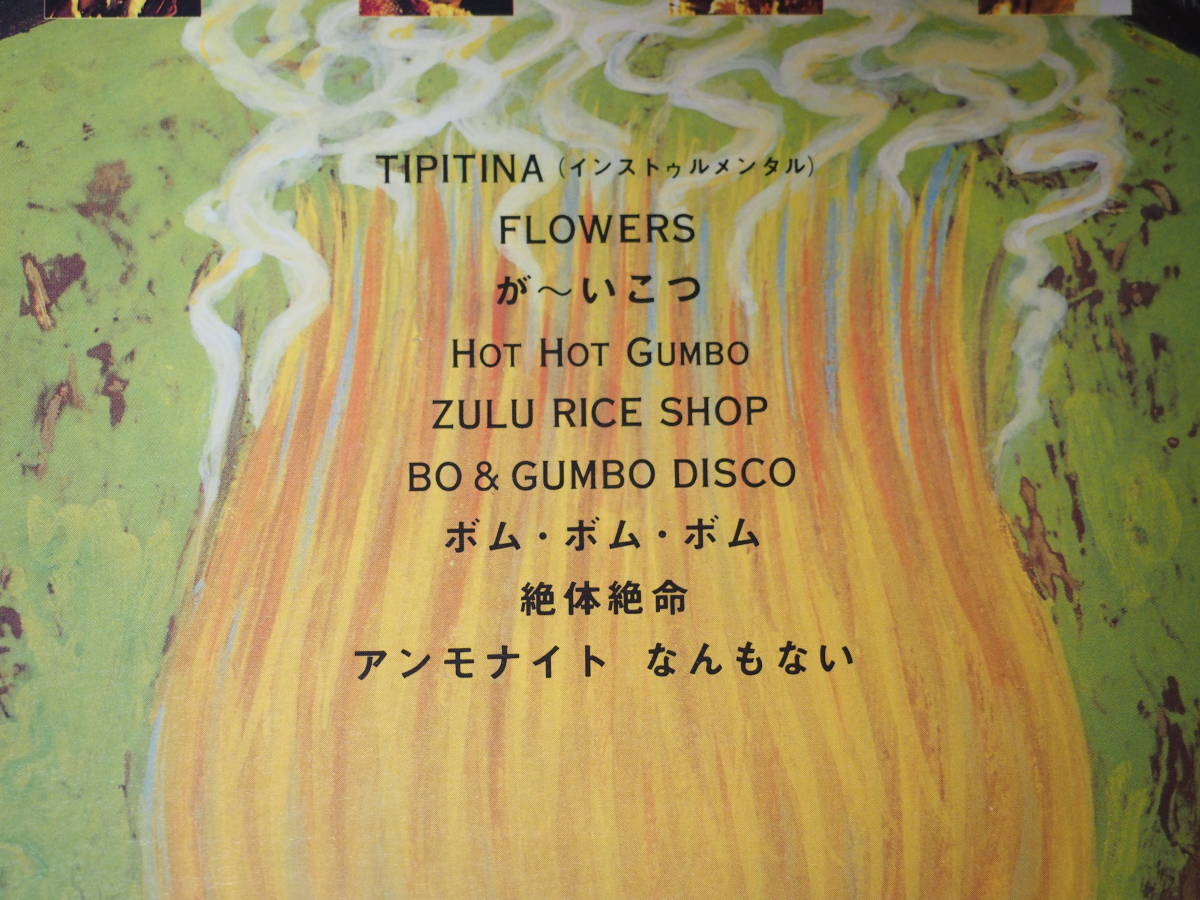 TIPITINA (インストゥルメンタル)
FLOWERS
が〜いこつ
HOT HOT GUMBO
ZULU RICE SHOP
BO & GUMBO DISCO
ボム・ボム・ボム
絶体絶命
アンモナイト なんもない